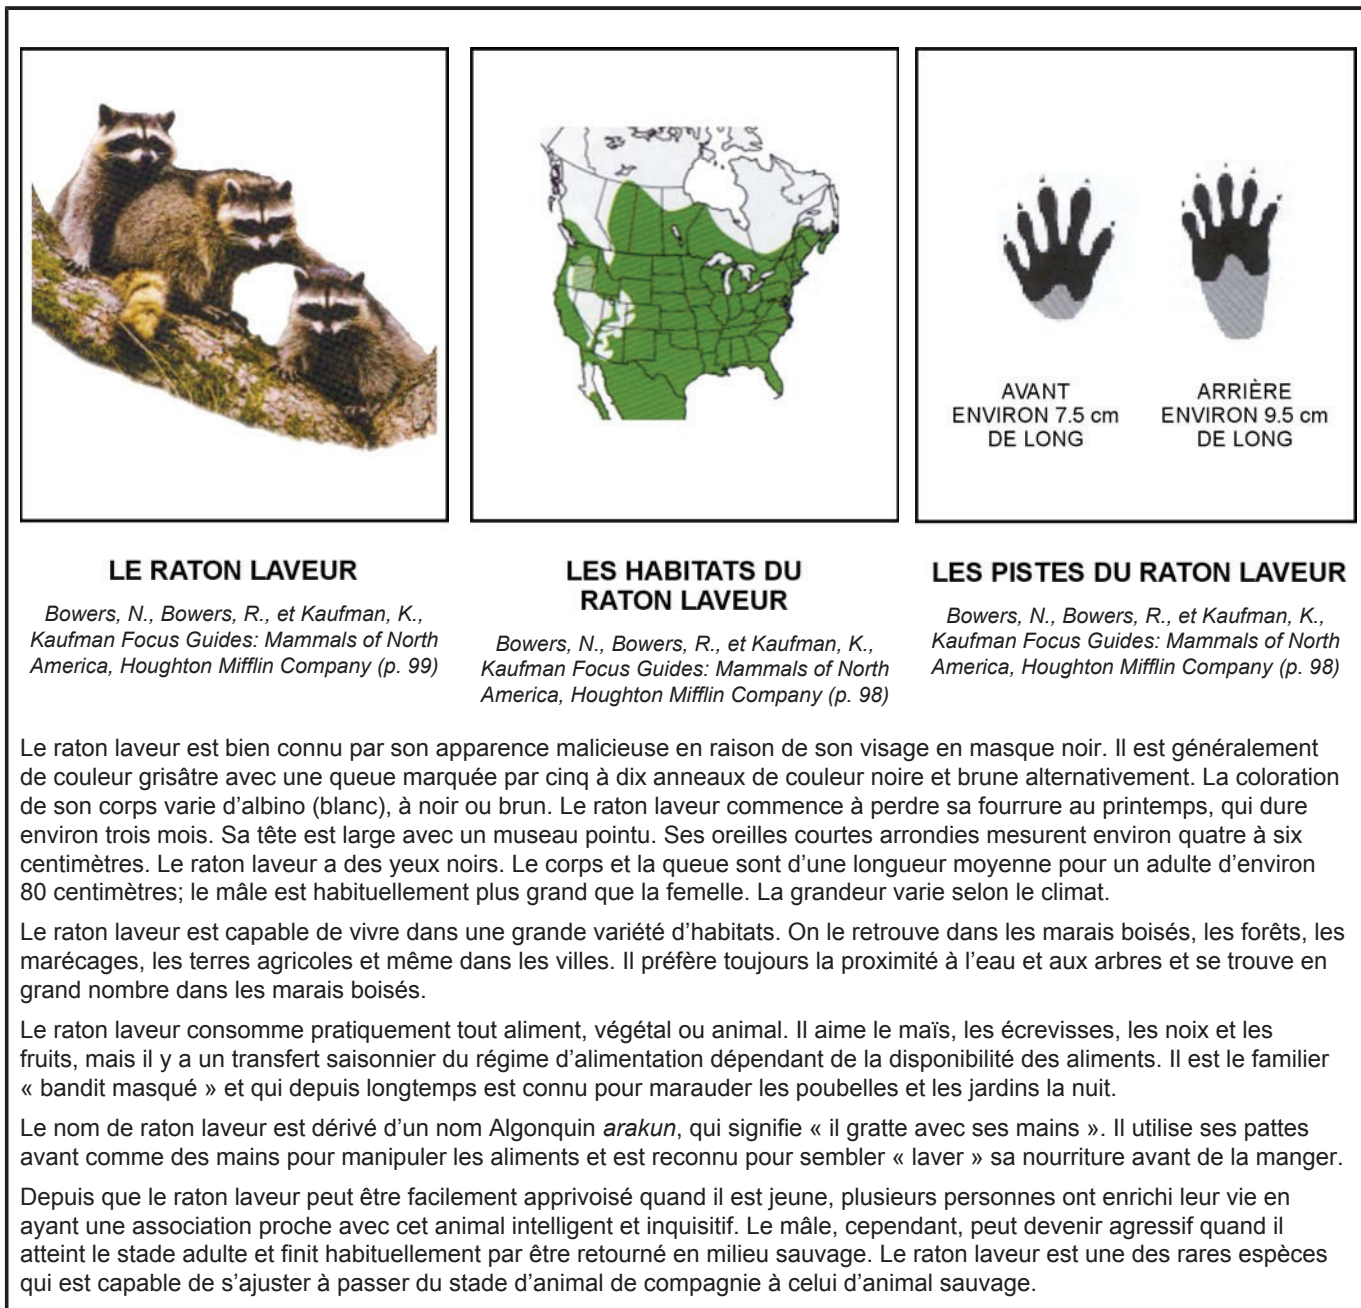 AVANT
ENVIRON 7.5 cm
DE LONG
ARRIÈRE
ENVIRON 9.5 cm
DE LONG
LE RATON LAVEUR
Bowers, N., Bowers, R., et Kaufman, K.,
Kaufman Focus Guides: Mammals of North
America, Houghton Mifflin Company (p. 99)
LES HABITATS DU
RATON LAVEUR
Bowers, N., Bowers, R., et Kaufman, K.,
Kaufman Focus Guides: Mammals of North
America, Houghton Mifflin Company (p. 98)
LES PISTES DU RATON LAVEUR
Bowers, N., Bowers, R., et Kaufman, K.,
Kaufman Focus Guides: Mammals of North
America, Houghton Mifflin Company (p. 98)
Le raton laveur est bien connu par son apparence malicieuse en raison de son visage en masque noir. Il est généralement
de couleur grisâtre avec une queue marquée par cinq à dix anneaux de couleur noire et brune alternativement. La coloration
de son corps varie d’albino (blanc), à noir ou brun. Le raton laveur commence à perdre sa fourrure au printemps, qui dure
environ trois mois. Sa tête est large avec un museau pointu. Ses oreilles courtes arrondies mesurent environ quatre à six
centimètres. Le raton laveur a des yeux noirs. Le corps et la queue sont d’une longueur moyenne pour un adulte d’environ
80 centimètres; le mâle est habituellement plus grand que la femelle. La grandeur varie selon le climat.
Le raton laveur est capable de vivre dans une grande variété d’habitats. On le retrouve dans les marais boisés, les forêts, les
marécages, les terres agricoles et même dans les villes. Il préfère toujours la proximité à l’eau et aux arbres et se trouve en
grand nombre dans les marais boisés.
Le raton laveur consomme pratiquement tout aliment, végétal ou animal. Il aime le maïs, les écrevisses, les noix et les
fruits, mais il y a un transfert saisonnier du régime d’alimentation dépendant de la disponibilité des aliments. Il est le familier
« bandit masqué » et qui depuis longtemps est connu pour marauder les poubelles et les jardins la nuit.
Le nom de raton laveur est dérivé d’un nom Algonquin arakun, qui signifie « il gratte avec ses mains ». Il utilise ses pattes
avant comme des mains pour manipuler les aliments et est reconnu pour sembler « laver » sa nourriture avant de la manger.
Depuis que le raton laveur peut être facilement apprivoisé quand il est jeune, plusieurs personnes ont enrichi leur vie en
ayant une association proche avec cet animal intelligent et inquisitif. Le mâle, cependant, peut devenir agressif quand il
atteint le stade adulte et finit habituellement par être retourné en milieu sauvage. Le raton laveur est une des rares espèces
qui est capable de s’ajuster à passer du stade d’animal de compagnie à celui d’animal sauvage.